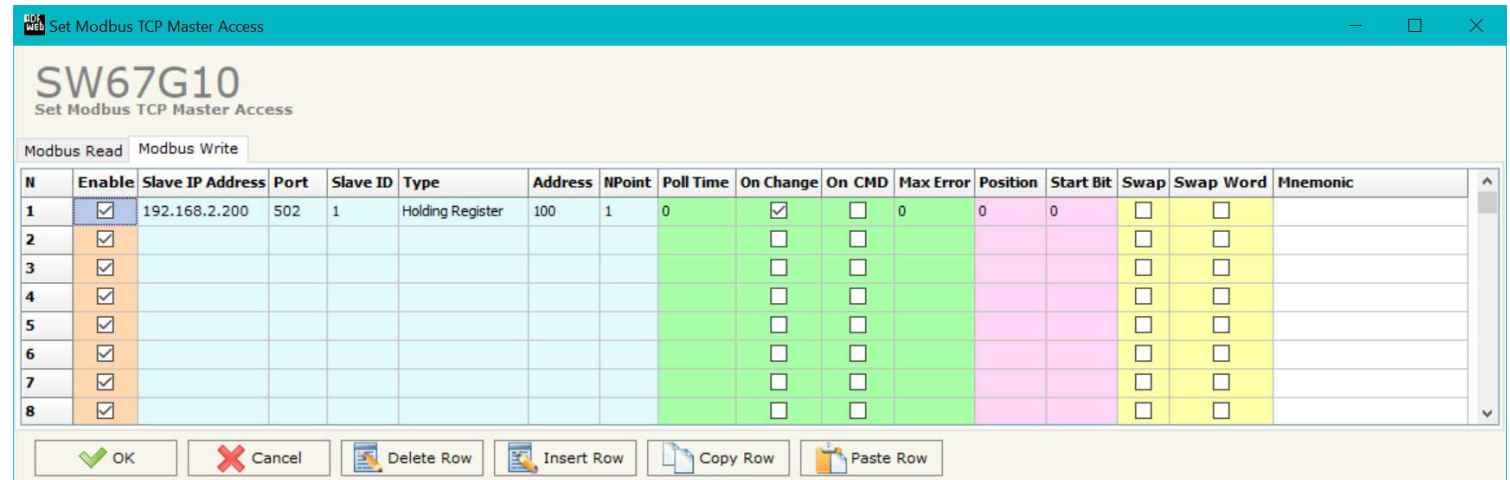 ADF WEB Set Modbus TCP Master Access
SW67G10
Set Modbus TCP Master Access
Modbus Read Modbus Write
N Enable Slave IP Address Port Slave ID Type Address NPoint Poll Time On Change On CMD Max Error Position Start Bit Swap Swap Word Mnemonic
1 192.168.2.200 502 1 Holding Register 100 1 0 0 0 0
2
3
4
5
6
7
8
OK Cancel Delete Row Insert Row Copy Row Paste Row